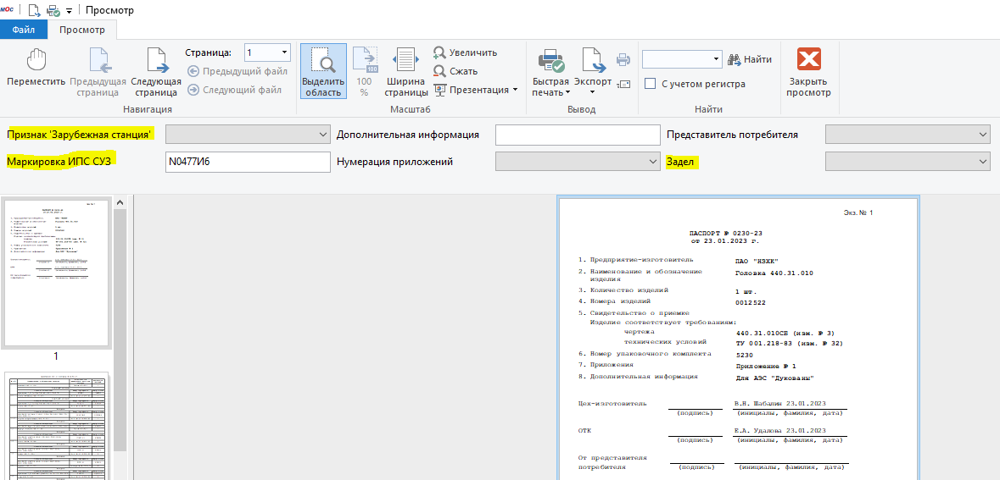 мос Просмотр
Файл Просмотр
Переместить
Предыдущая страница
Следующая страница
Страница: 1
Предыдущий файл
Следующий файл
Навигация
Выделить область
100 %
Ширина страницы
Увеличить
Сжать
Презентация
Масштаб
Быстрая печать
Экспорт
Вывод
Найти
С учетом регистра
Найти
Закрыть просмотр
Признак 'Зарубежная станция' Дополнительная информация Представитель потребителя
Маркировка ИПС СУЗ N0477И6 Нумерация приложений Задел
1
Экз. № 1
ПАСПОРТ № 0230-23
от 23.01.2023 г.
1. Предприятие-изготовитель ПАО "НЗХК"
2. Наименование и обозначение Головка 440.31.010
изделия
3. Количество изделий 1 шт.
4. Номера изделий 0012522
5. Свидетельство о приемке
Изделие соответствует требованиям:
чертежа 440.31.010СБ (изм. № 3)
технических условий ТУ 001.218-83 (изм. № 32)
6. Номер упаковочного комплекта 5230
7. Приложения Приложение № 1
8. Дополнительная информация Для АЭС "Дукованы"
Цех-изготовитель В.Н. Шабалин 23.01.2023
(подпись) (инициалы, фамилия, дата)
ОТК Е.А. Удалова 23.01.2023
(подпись) (инициалы, фамилия, дата)
От представителя
потребителя (подпись) (инициалы, фамилия, дата)